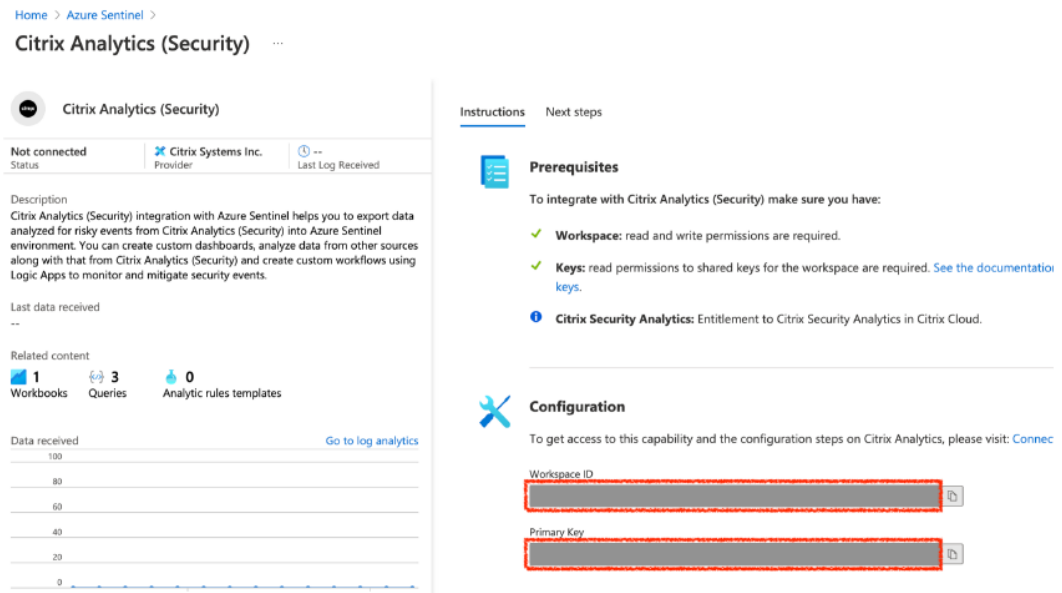 Home > Azure Sentinel >
Citrix Analytics (Security) ...
Citrix Analytics (Security)
Not connected
Status
Citrix Systems Inc.
Provider
--
Last Log Received
Description
Citrix Analytics (Security) integration with Azure Sentinel helps you to export data
analyzed for risky events from Citrix Analytics (Security) into Azure Sentinel
environment. You can create custom dashboards, analyze data from other sources
along with that from Citrix Analytics (Security) and create custom workflows using
Logic Apps to monitor and mitigate security events.
Last data received
--
Related content
1
Workbooks
3
Queries
0
Analytic rules templates
Data received
Go to log analytics
100
80
60
40
20
0
Instructions Next steps
Prerequisites
To integrate with Citrix Analytics (Security) make sure you have:
Workspace: read and write permissions are required.
Keys: read permissions to shared keys for the workspace are required. See the documentation
keys.
Citrix Security Analytics: Entitlement to Citrix Security Analytics in Citrix Cloud.
Configuration
To get access to this capability and the configuration steps on Citrix Analytics, please visit: Connec
Workspace ID
Primary Key